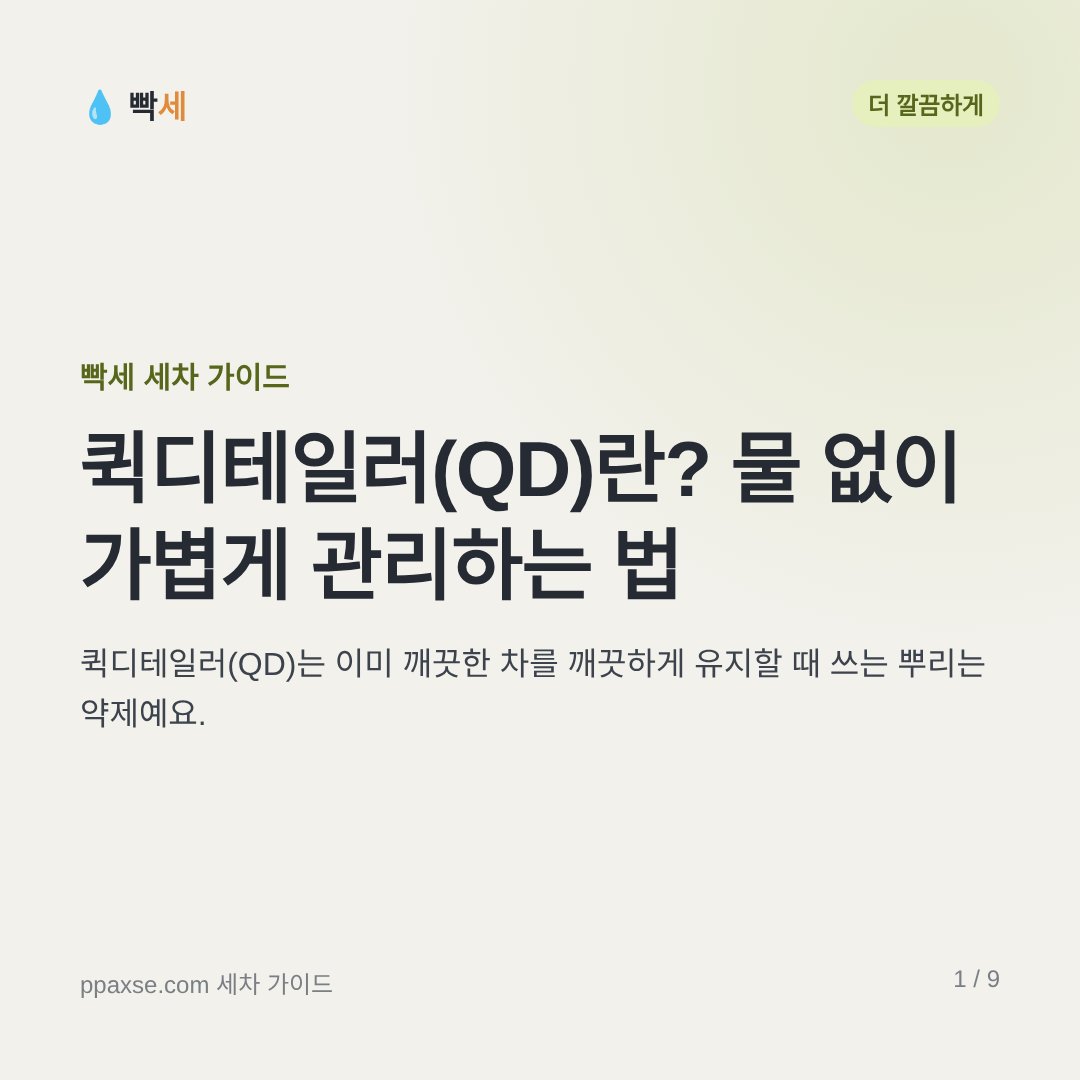 빡세
더 깔끔하게
빡세 세차 가이드
퀵디테일러(QD)란? 물 없이
가볍게 관리하는 법
퀵디테일러(QD)는 이미 깨끗한 차를 깨끗하게 유지할 때 쓰는 뿌리는
약제예요.
ppaxse.com 세차 가이드
1 / 9